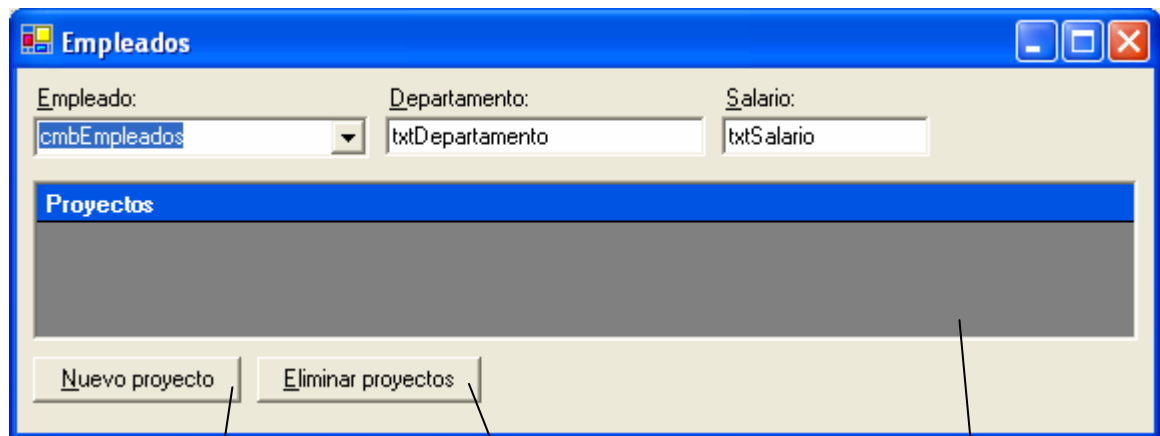 Empleados
Empleado: Departamento: Salario:
cmbEmpleados txtDepartamento txtSalario
Proyectos
Nuevo proyecto Eliminar proyectos